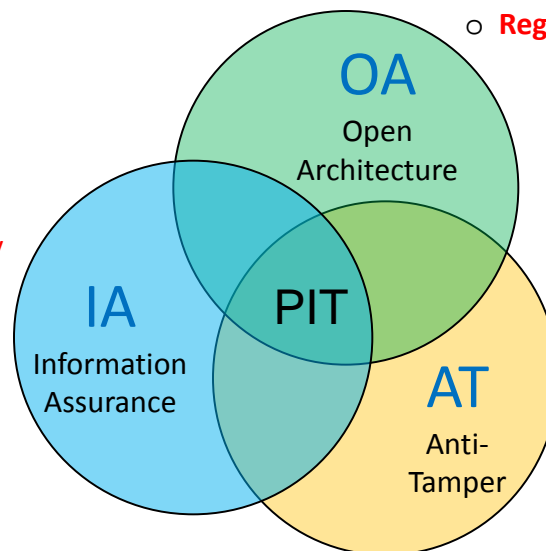 ○ Reg
OA
Open
Architecture
IA
Information
Assurance
PIT
AT
Anti-
Tamper